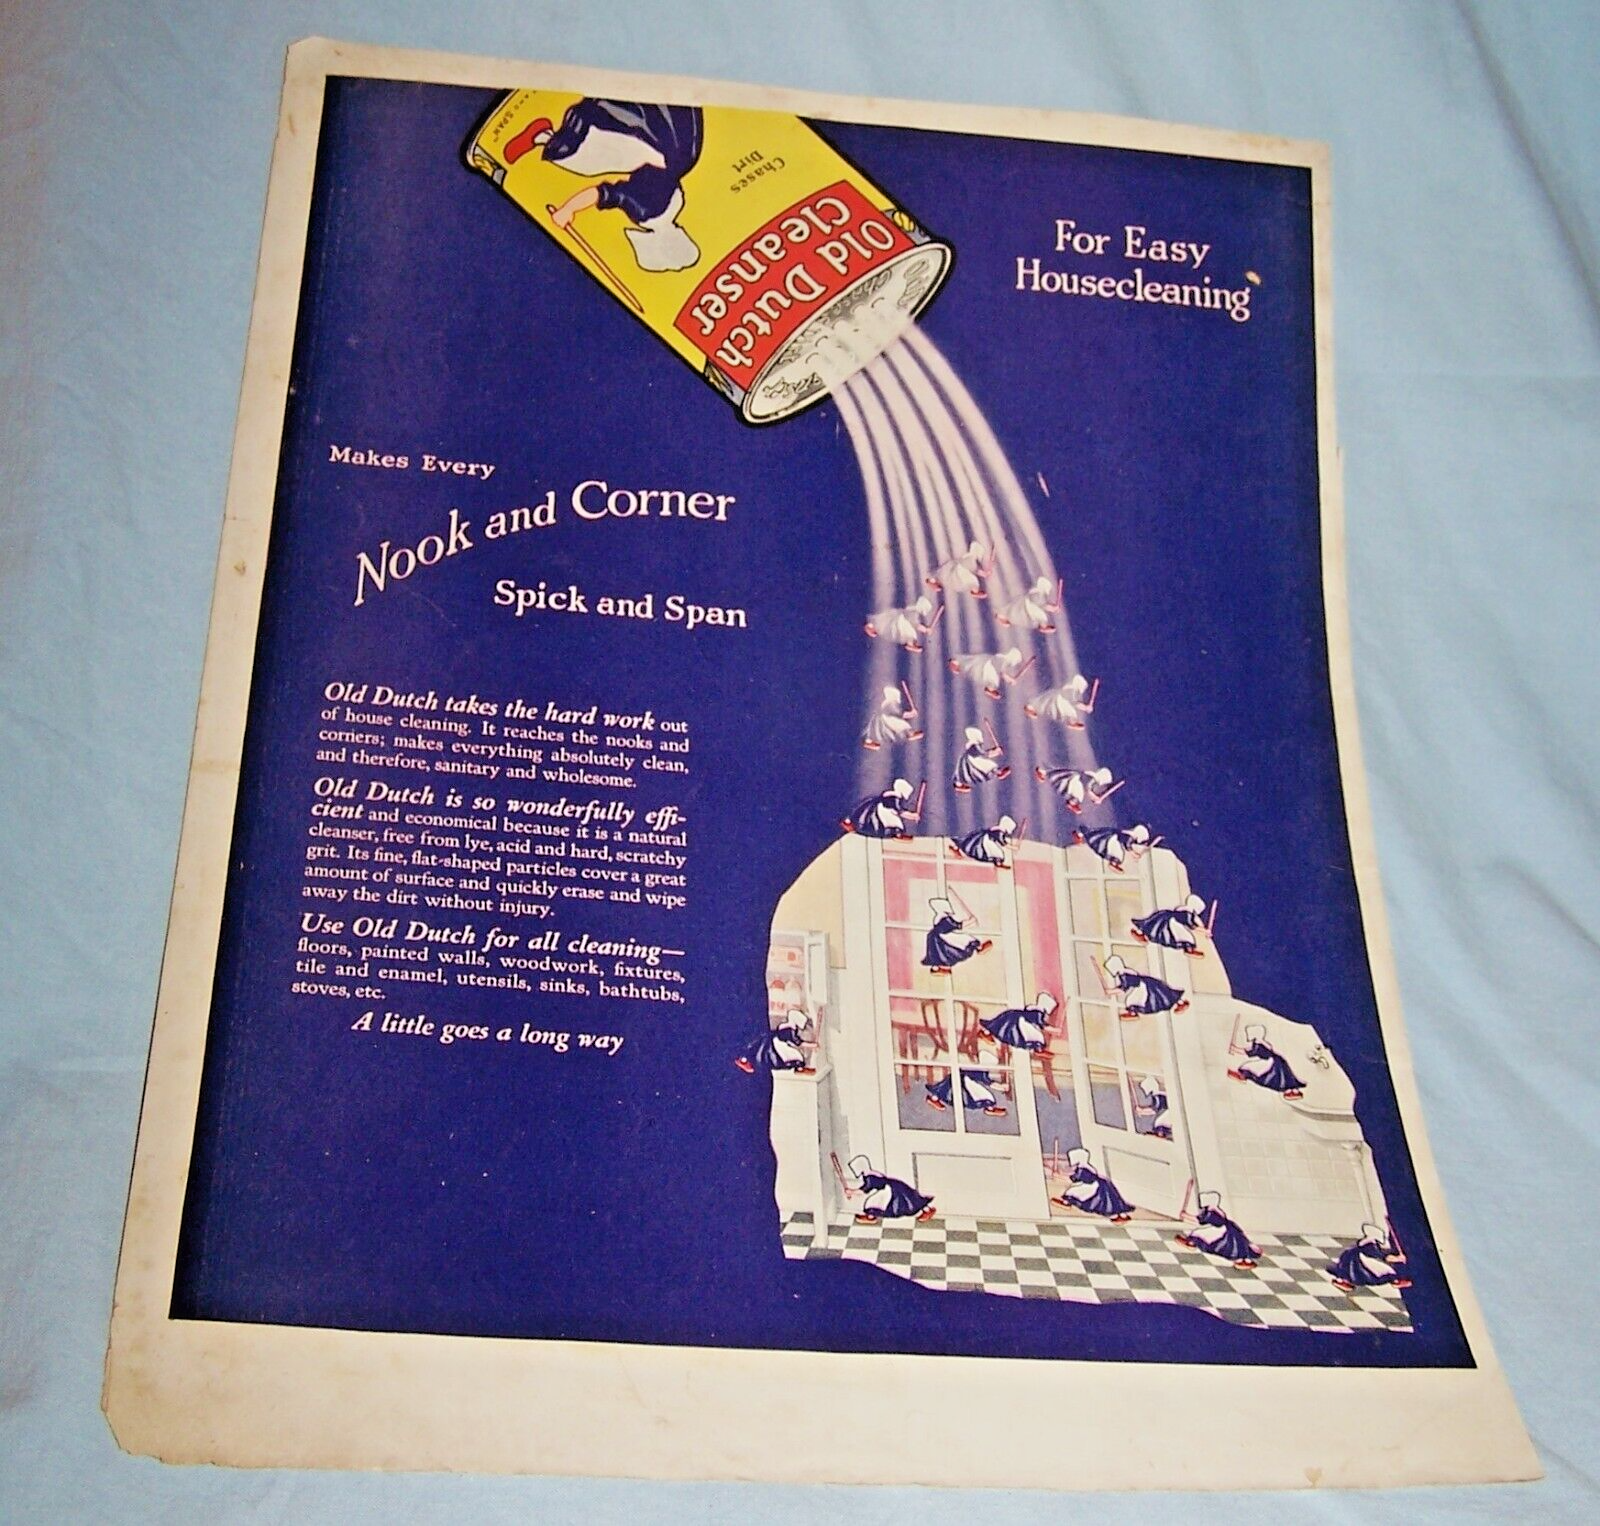 AND SPAN"
Chases
Dirt
Old Dutch
Cleanser
For Easy
Housecleaning
Makes Every
Nook and Corner
Spick and Span
Old Dutch takes the hard work out
of house cleaning. It reaches the nooks and
corners; makes everything absolutely clean,
and therefore, sanitary and wholesome.
Old Dutch is so wonderfully effi-
cient and economical because it is a natural
cleanser, free from lye, acid and hard, scratchy
grit. Its fine, flat-shaped particles cover a great
amount of surface and quickly erase and wipe
away the dirt without injury.
Use Old Dutch for all cleaning—
floors, painted walls, woodwork, fixtures,
tile and enamel, utensils, sinks, bathtubs,
stoves, etc.
A little goes a long way